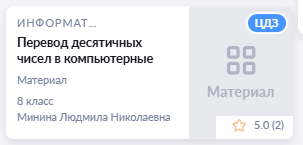 ИНФОРМАТ...
ЦДЗ
Перевод десятичных
чисел в компьютерные
Материал
8 класс
Минина Людмила Николаевна
Материал
5.0 (2)